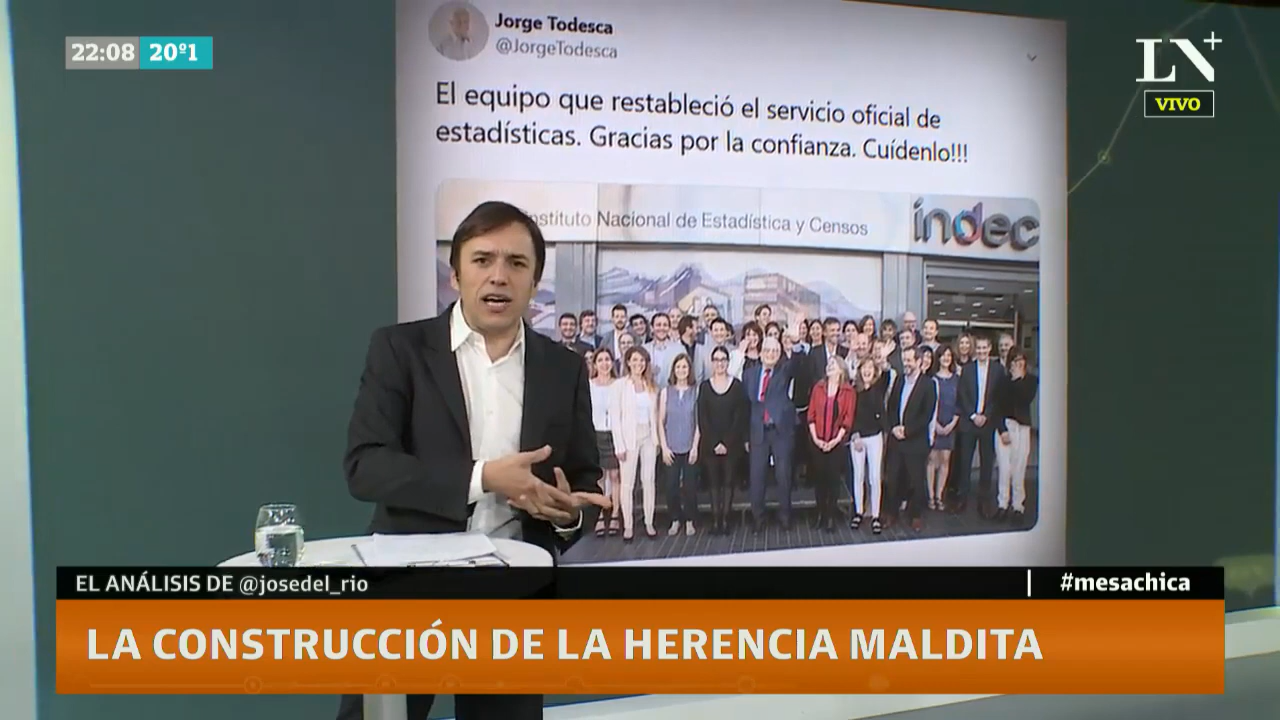 22:08 20º1
Jorge Todesca
@JorgeTodesca
El equipo que restableció el servicio oficial de
estadísticas. Gracias por la confianza. Cuídenlo!!!
Instituto Nacional de Estadística y Censos
indec
LN+
VIVO
EL ANÁLISIS DE @josedel_rio
#mesachica
LA CONSTRUCCIÓN DE LA HERENCIA MALDITA